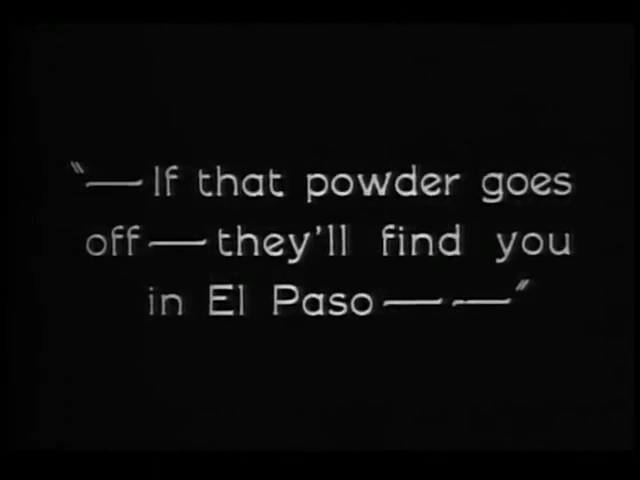 "—If that powder goes
off—they'll find you
in El Paso— —"